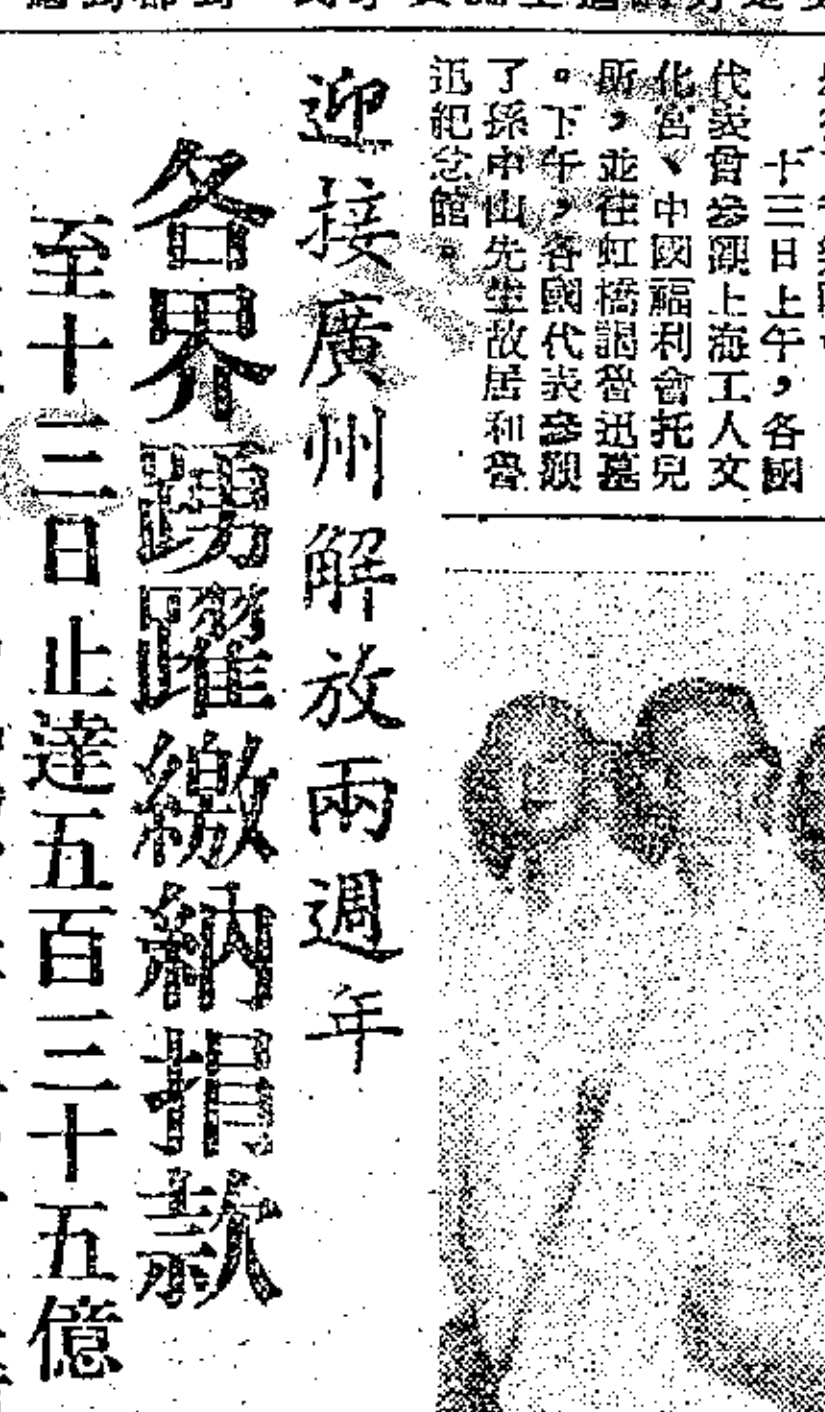 十三日上午，各國
代表會參觀上海工人文
化宮、中國福利會托兒
所，並往虹橋謁魯迅墓
。下午，各國代表參觀
了孫中山先生故居和魯
迅紀念館。
迎接廣州解放兩週年
各界踴躍繳納捐款
至十三日止達五百三十五億